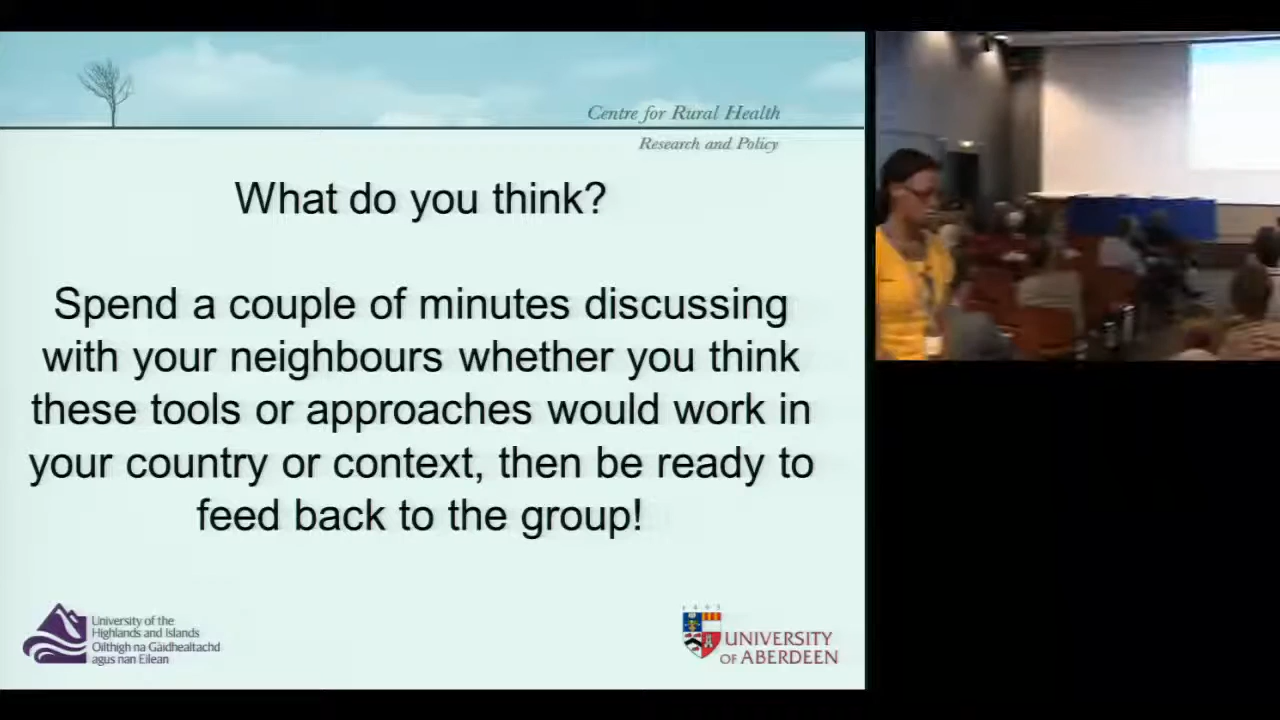 Centre for Rural Health
Research and Policy
What do you think?
Spend a couple of minutes discussing
with your neighbours whether you think
these tools or approaches would work in
your country or context, then be ready to
feed back to the group!
University of the
Highlands and Islands
Oilthigh na Gàidhealtachd
agus nan Eilean
1495
UNIVERSITY
OF ABERDEEN